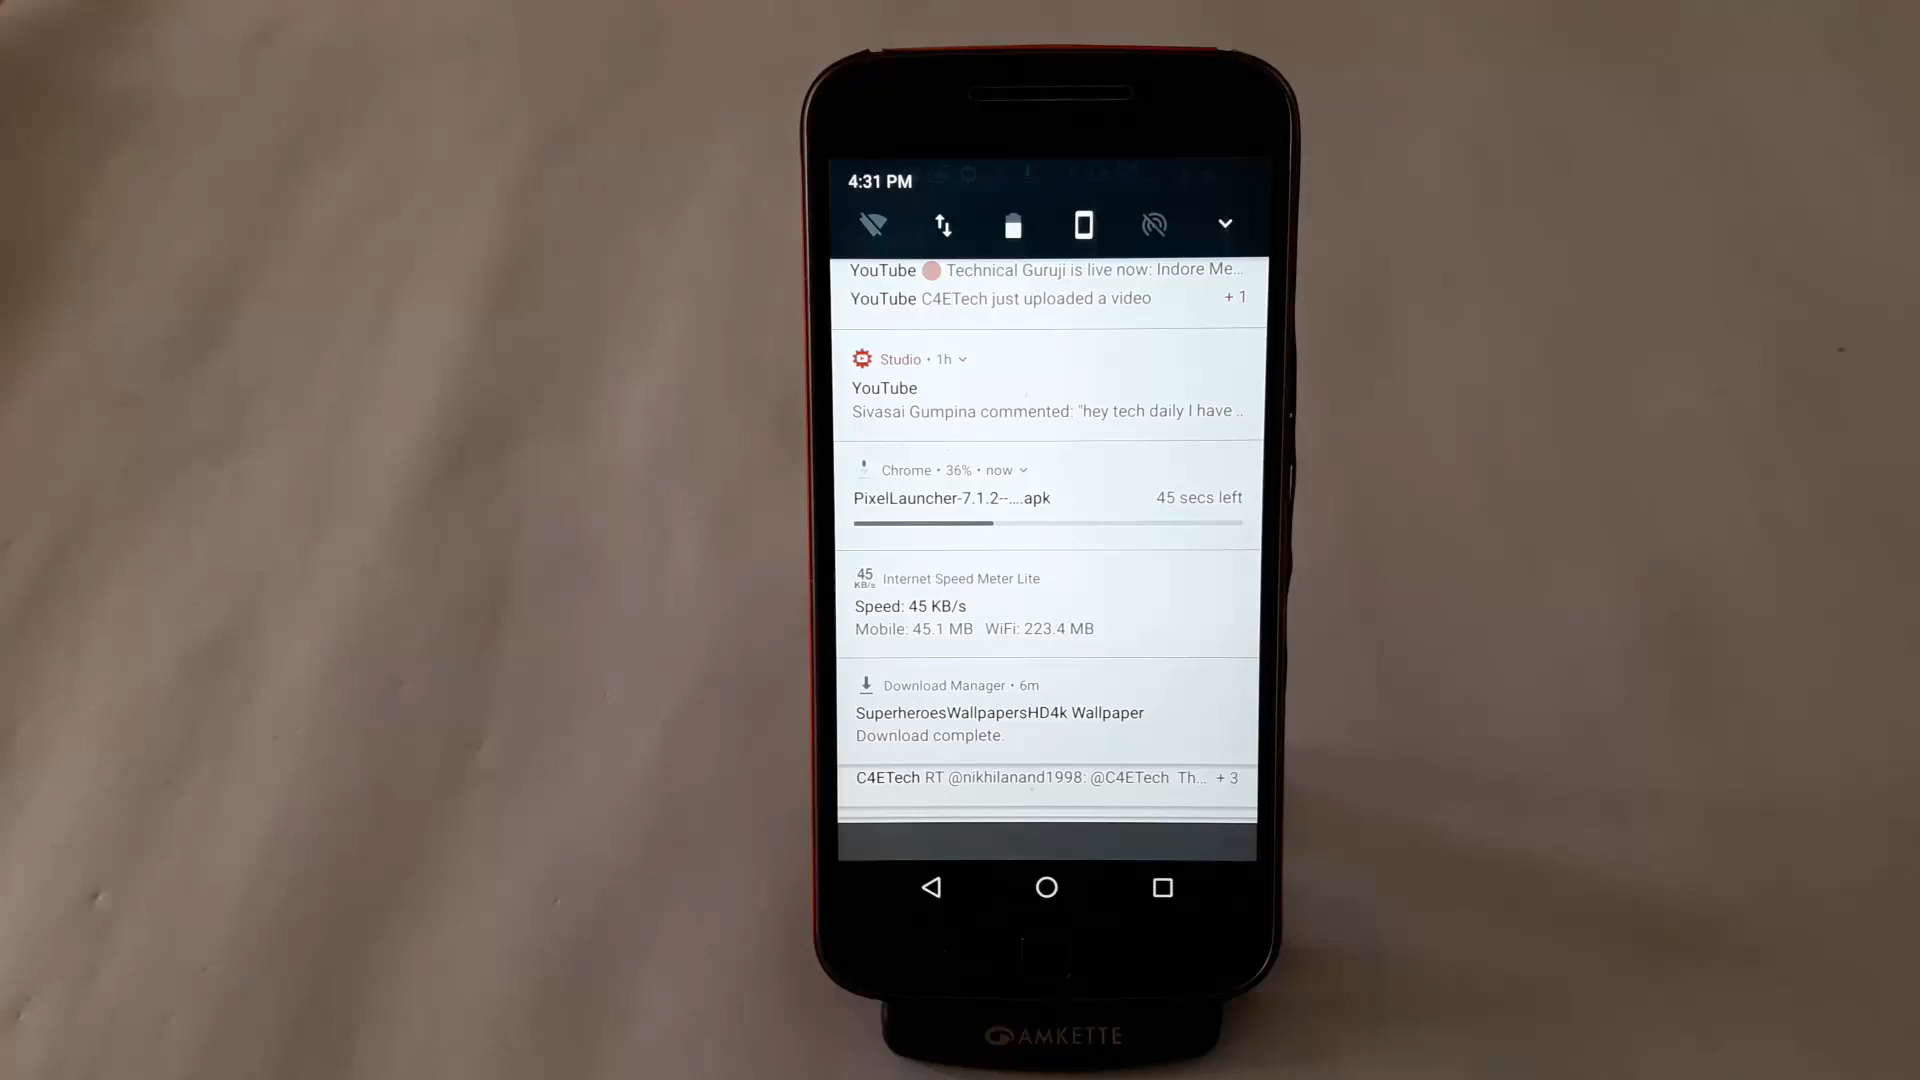 4:31 PM
YouTube Technical Guruji is live now: Indore Me...
YouTube C4ETech just uploaded a video + 1
Studio • 1h
YouTube
Sivasai Gumpina commented: "hey tech daily I have ..
Chrome • 36% • now
PixelLauncher-7.1.2--....apk 45 secs left
45 KB/s Internet Speed Meter Lite
Speed: 45 KB/s
Mobile: 45.1 MB WiFi: 223.4 MB
Download Manager • 6m
SuperheroesWallpapersHD4k Wallpaper
Download complete.
C4ETech RT @nikhilanand1998: @C4ETech Th... + 3
AMKETTE